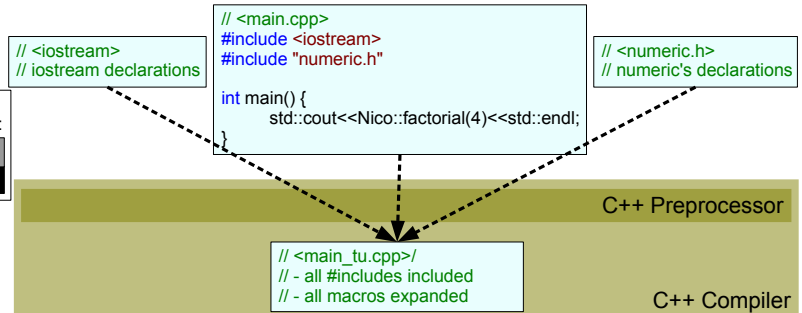 // <main.cpp>
#include <iostream>
#include "numeric.h"
int main() {
std::cout<<Nico::factorial(4)<<std::endl;
}
// <iostream>
// iostream declarations
// <numeric.h>
// numeric's declarations
C++ Preprocessor
// <main_tu.cpp>/
// - all #includes included
// - all macros expanded
C++ Compiler